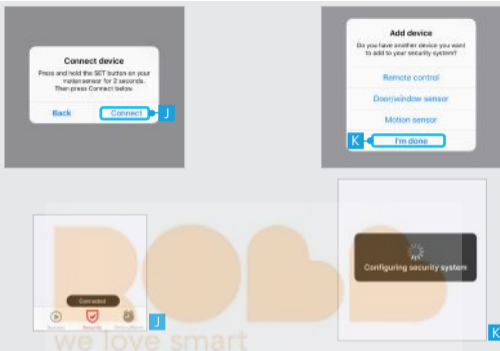 Connect device
Press and hold the SET button on your
motion sensor for 2 seconds.
Then press Connect below.
Back
Connect
J
Add device
Do you have another device you want
to add to your security system?
Remote control
Door/window sensor
Motion sensor
K
I'm done
Connected
Security
J
Configuring security system
K
we love smart